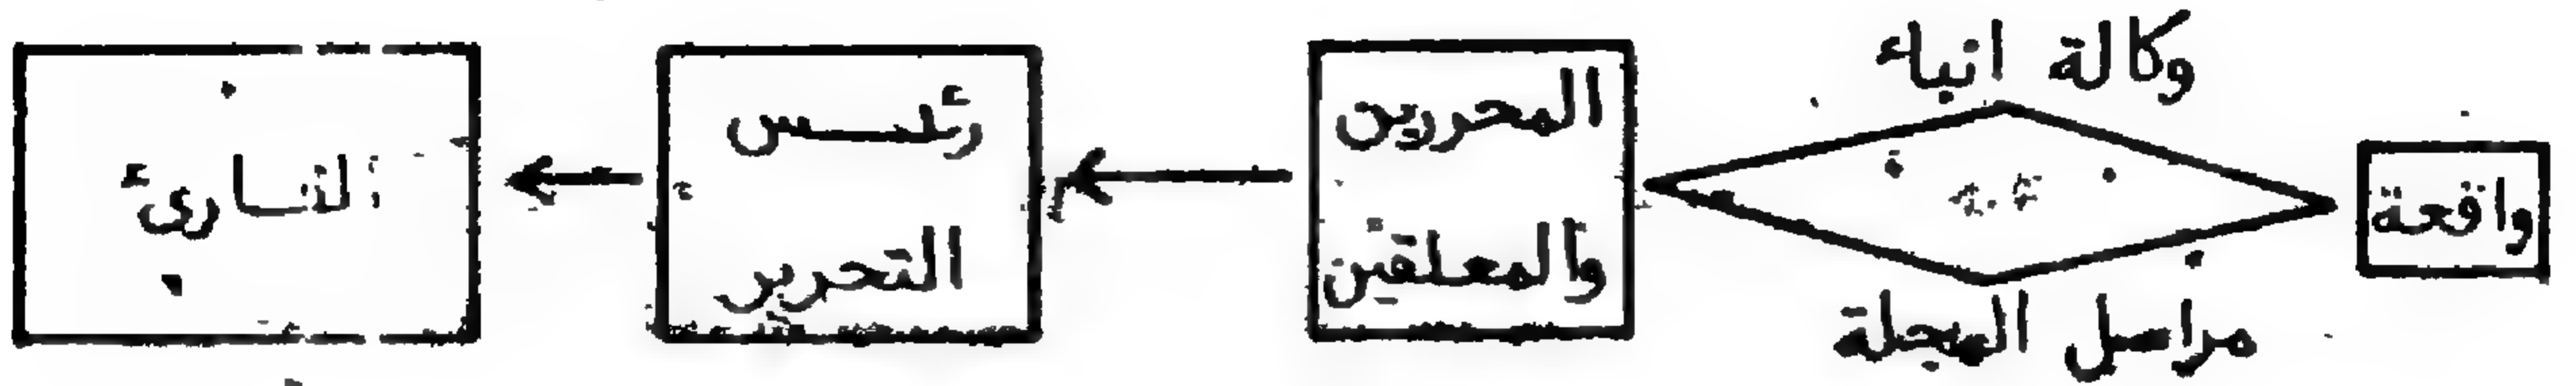 وكالة انباء
واقعة
مراسل المجلة
المحررين
والمعلقين
رئيس
التحرير
القارئ